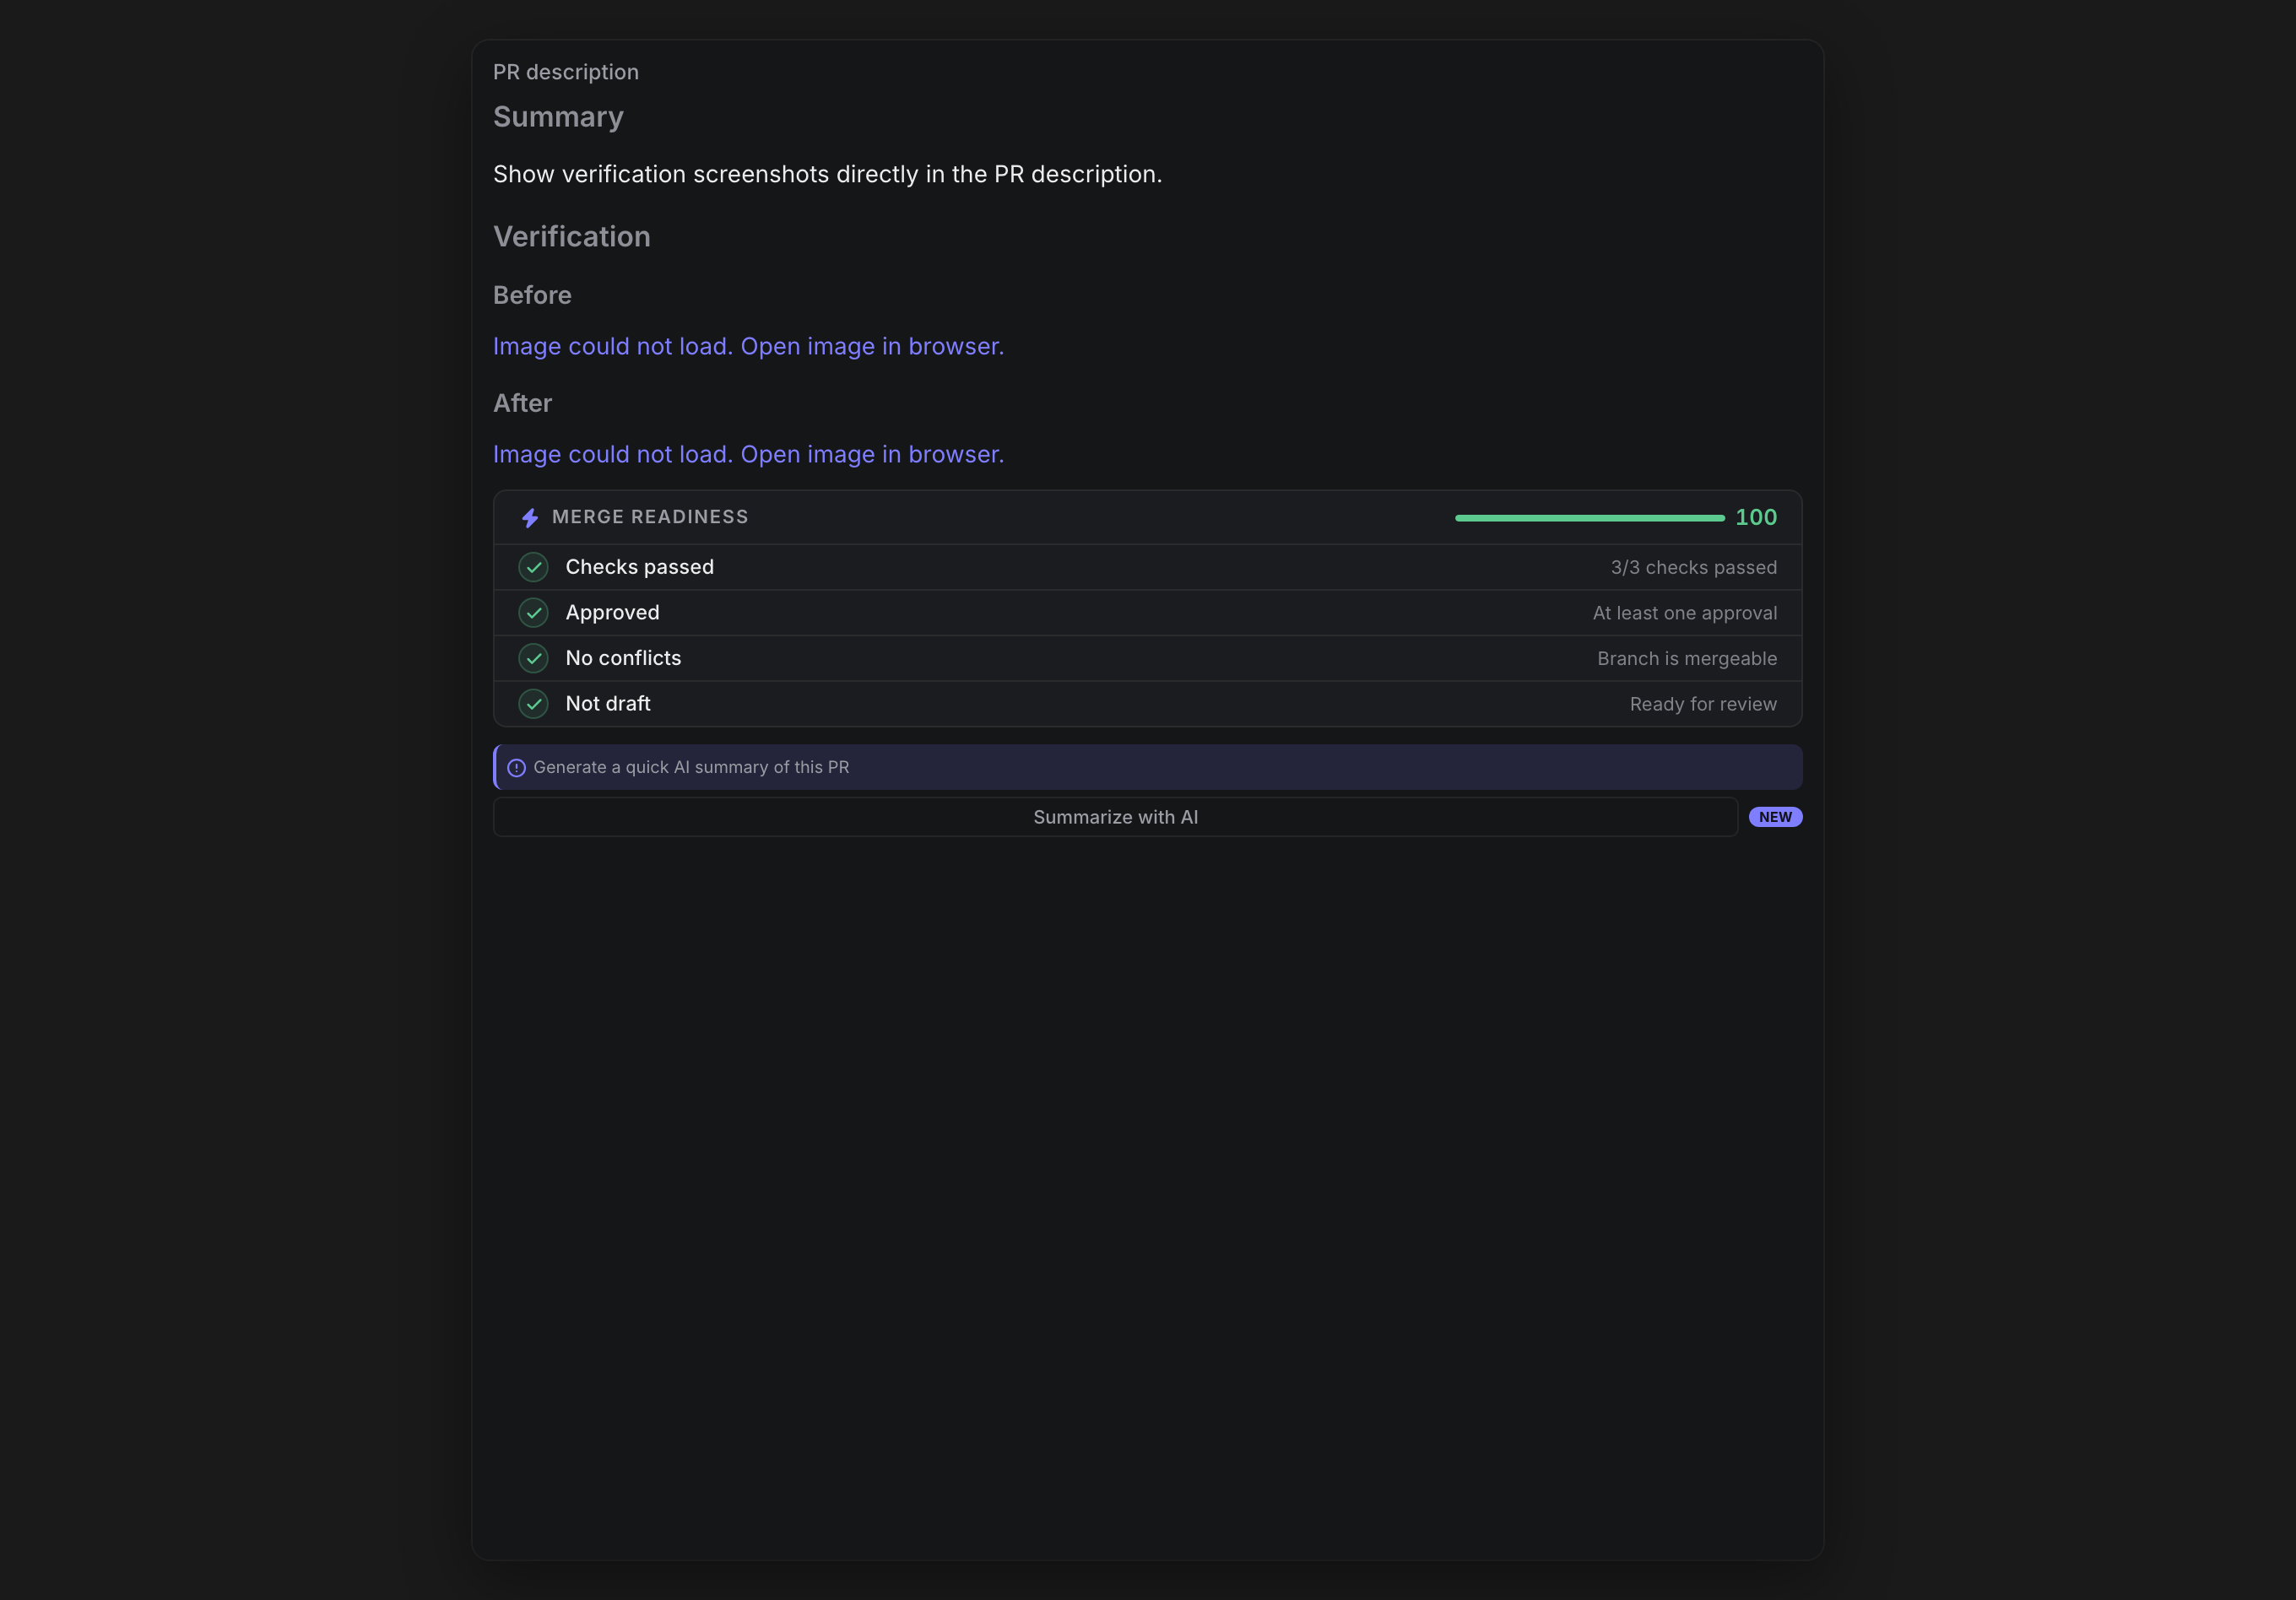 PR description
Summary
Show verification screenshots directly in the PR description.
Verification
Before
Image could not load. Open image in browser.
After
Image could not load. Open image in browser.
MERGE READINESS 100
Checks passed 3/3 checks passed
Approved At least one approval
No conflicts Branch is mergeable
Not draft Ready for review
Generate a quick AI summary of this PR
Summarize with AI NEW